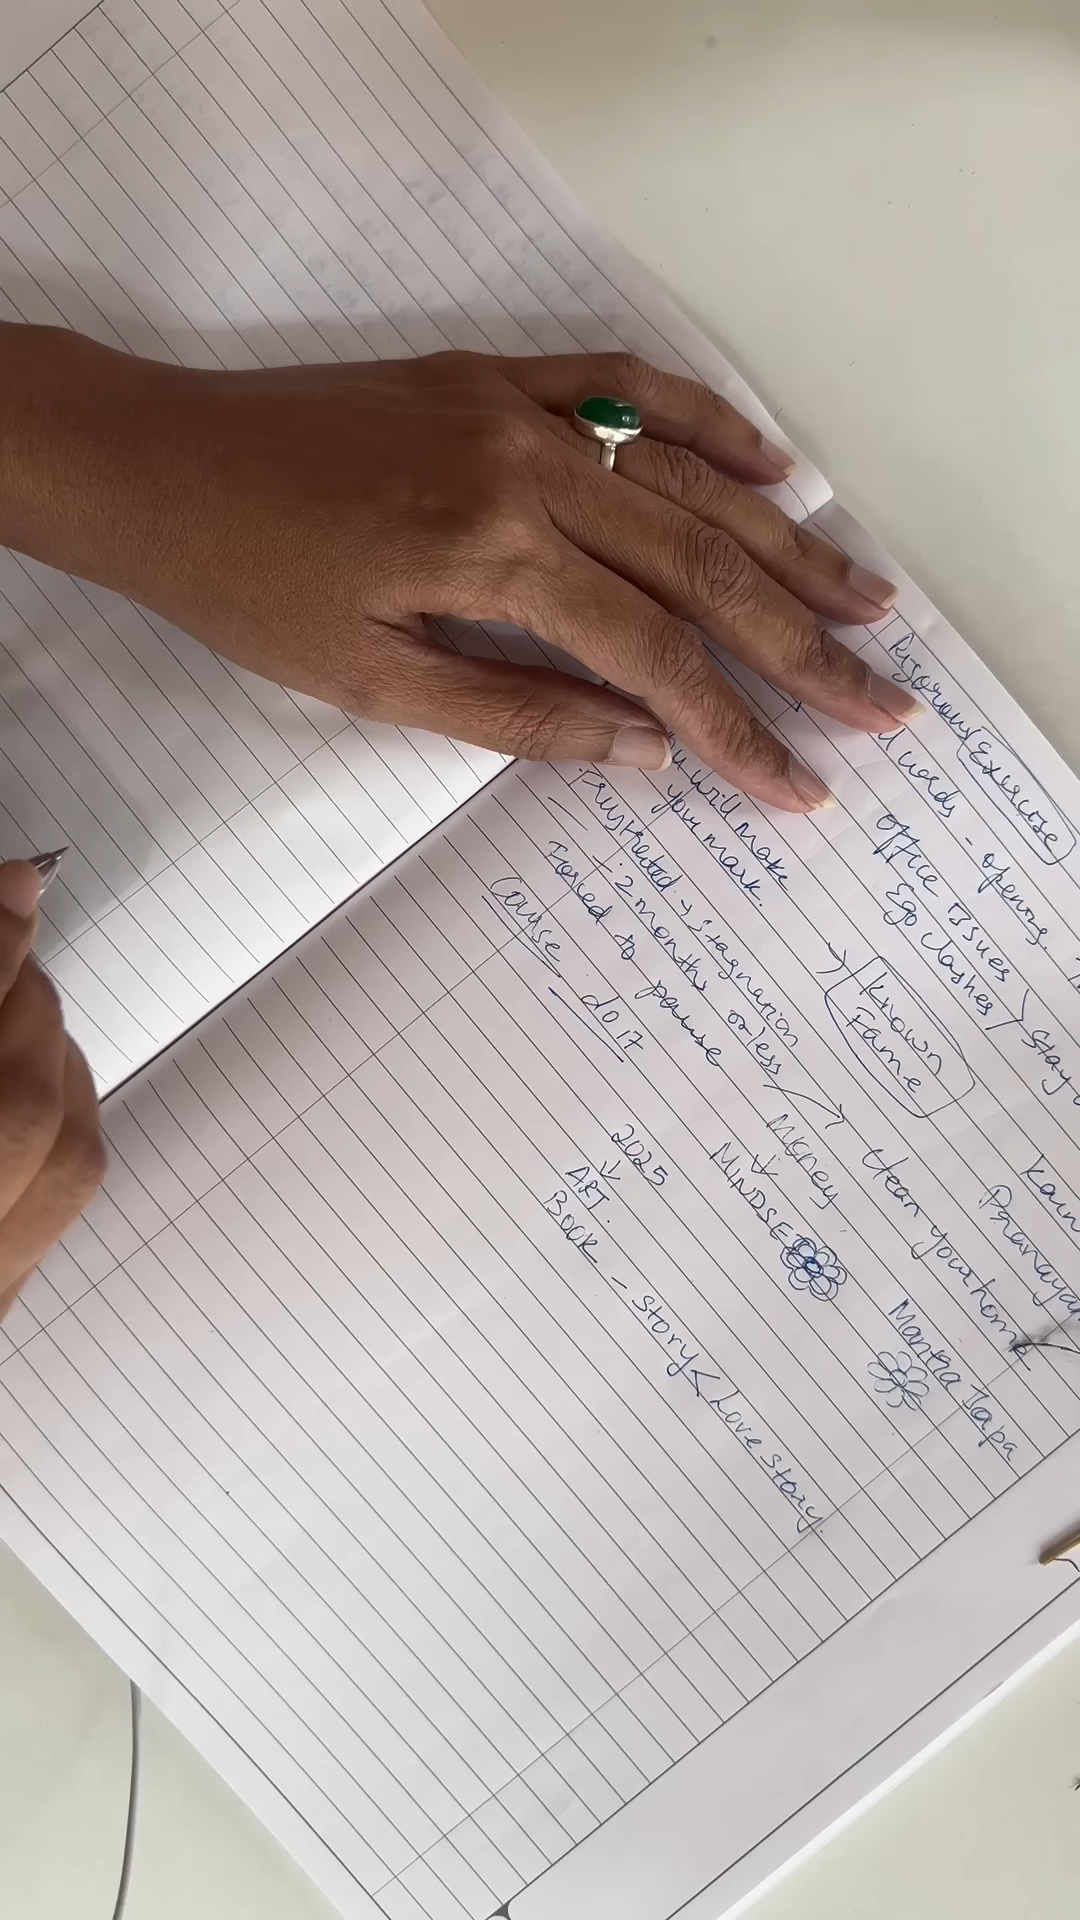 Rigorous Exercise
words - opening.
office Issues
Ego clashes > Stay
you will make
your mark.
→ Known
Fame
Frustrated → stagnation
- 2 months or less → clean your home
Forced to pause
Course - do it
Pranayam
Money
MINDSET
Mantra Japa
2025
ART.
BOOK - story < Love story.